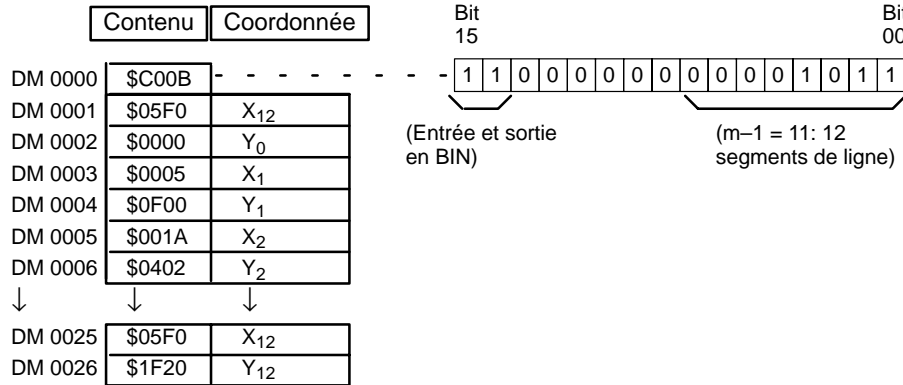 Contenu Coordonnée
Bit 15
Bit 00
DM 0000 $C00B 1 1 0 0 0 0 0 0 0 0 0 0 1 0 1 1
DM 0001 $05F0 X12
DM 0002 $0000 Y0
DM 0003 $0005 X1
DM 0004 $0F00 Y1
DM 0005 $001A X2
DM 0006 $0402 Y2
↓ ↓ ↓
DM 0025 $05F0 X12
DM 0026 $1F20 Y12
(Entrée et sortie
en BIN)
(m–1 = 11: 12
segments de ligne)